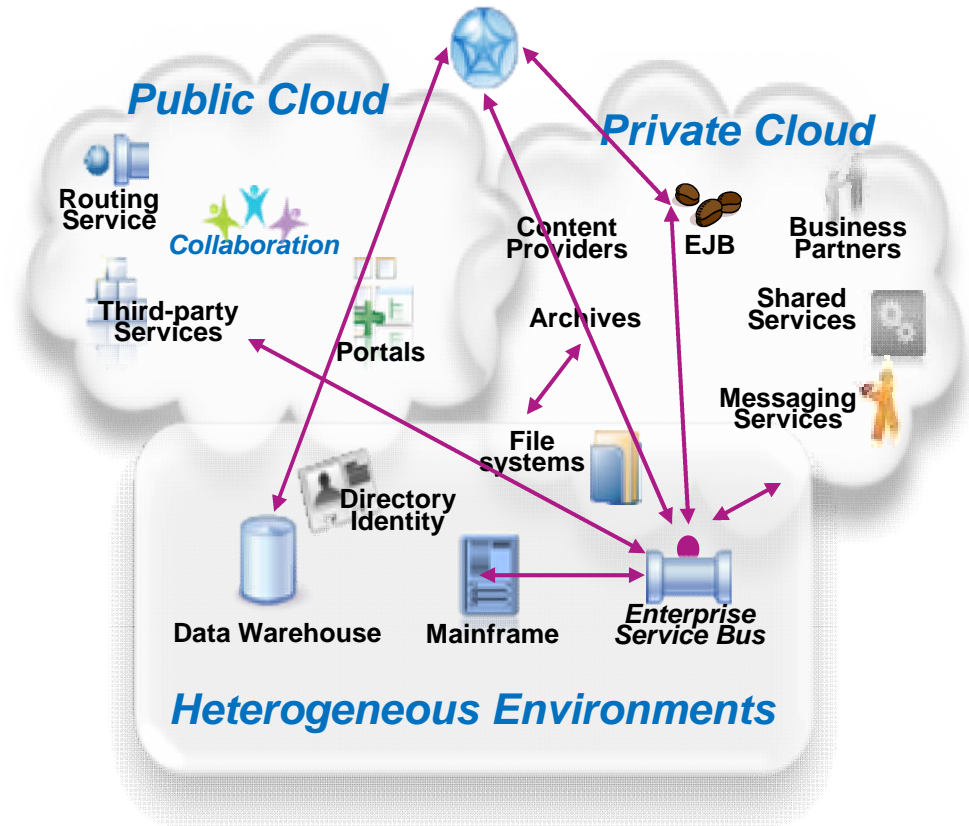 Public Cloud
Private Cloud
Routing
Service
Collaboration
Content
Providers
EJB
Business
Partners
Third-party
Services
Portals
Archives
Shared
Services
Messaging
Services
File
systems
Directory
Identity
Data Warehouse
Mainframe
Enterprise
Service Bus
Heterogeneous Environments